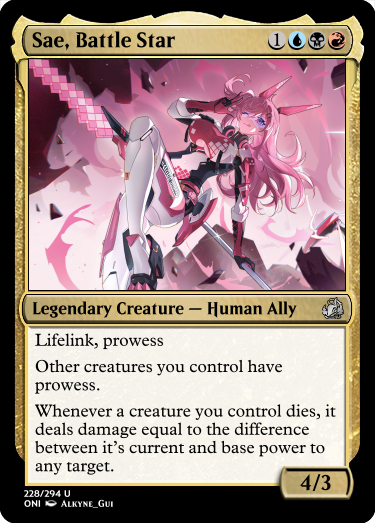 Sae, Battle Star 1
Legendary Creature — Human Ally
Lifelink, prowess
Other creatures you control have
prowess.
Whenever a creature you control dies, it
deals damage equal to the difference
between it's current and base power to
any target.
4/3
228/294 U
ONI Alkyne_Gui